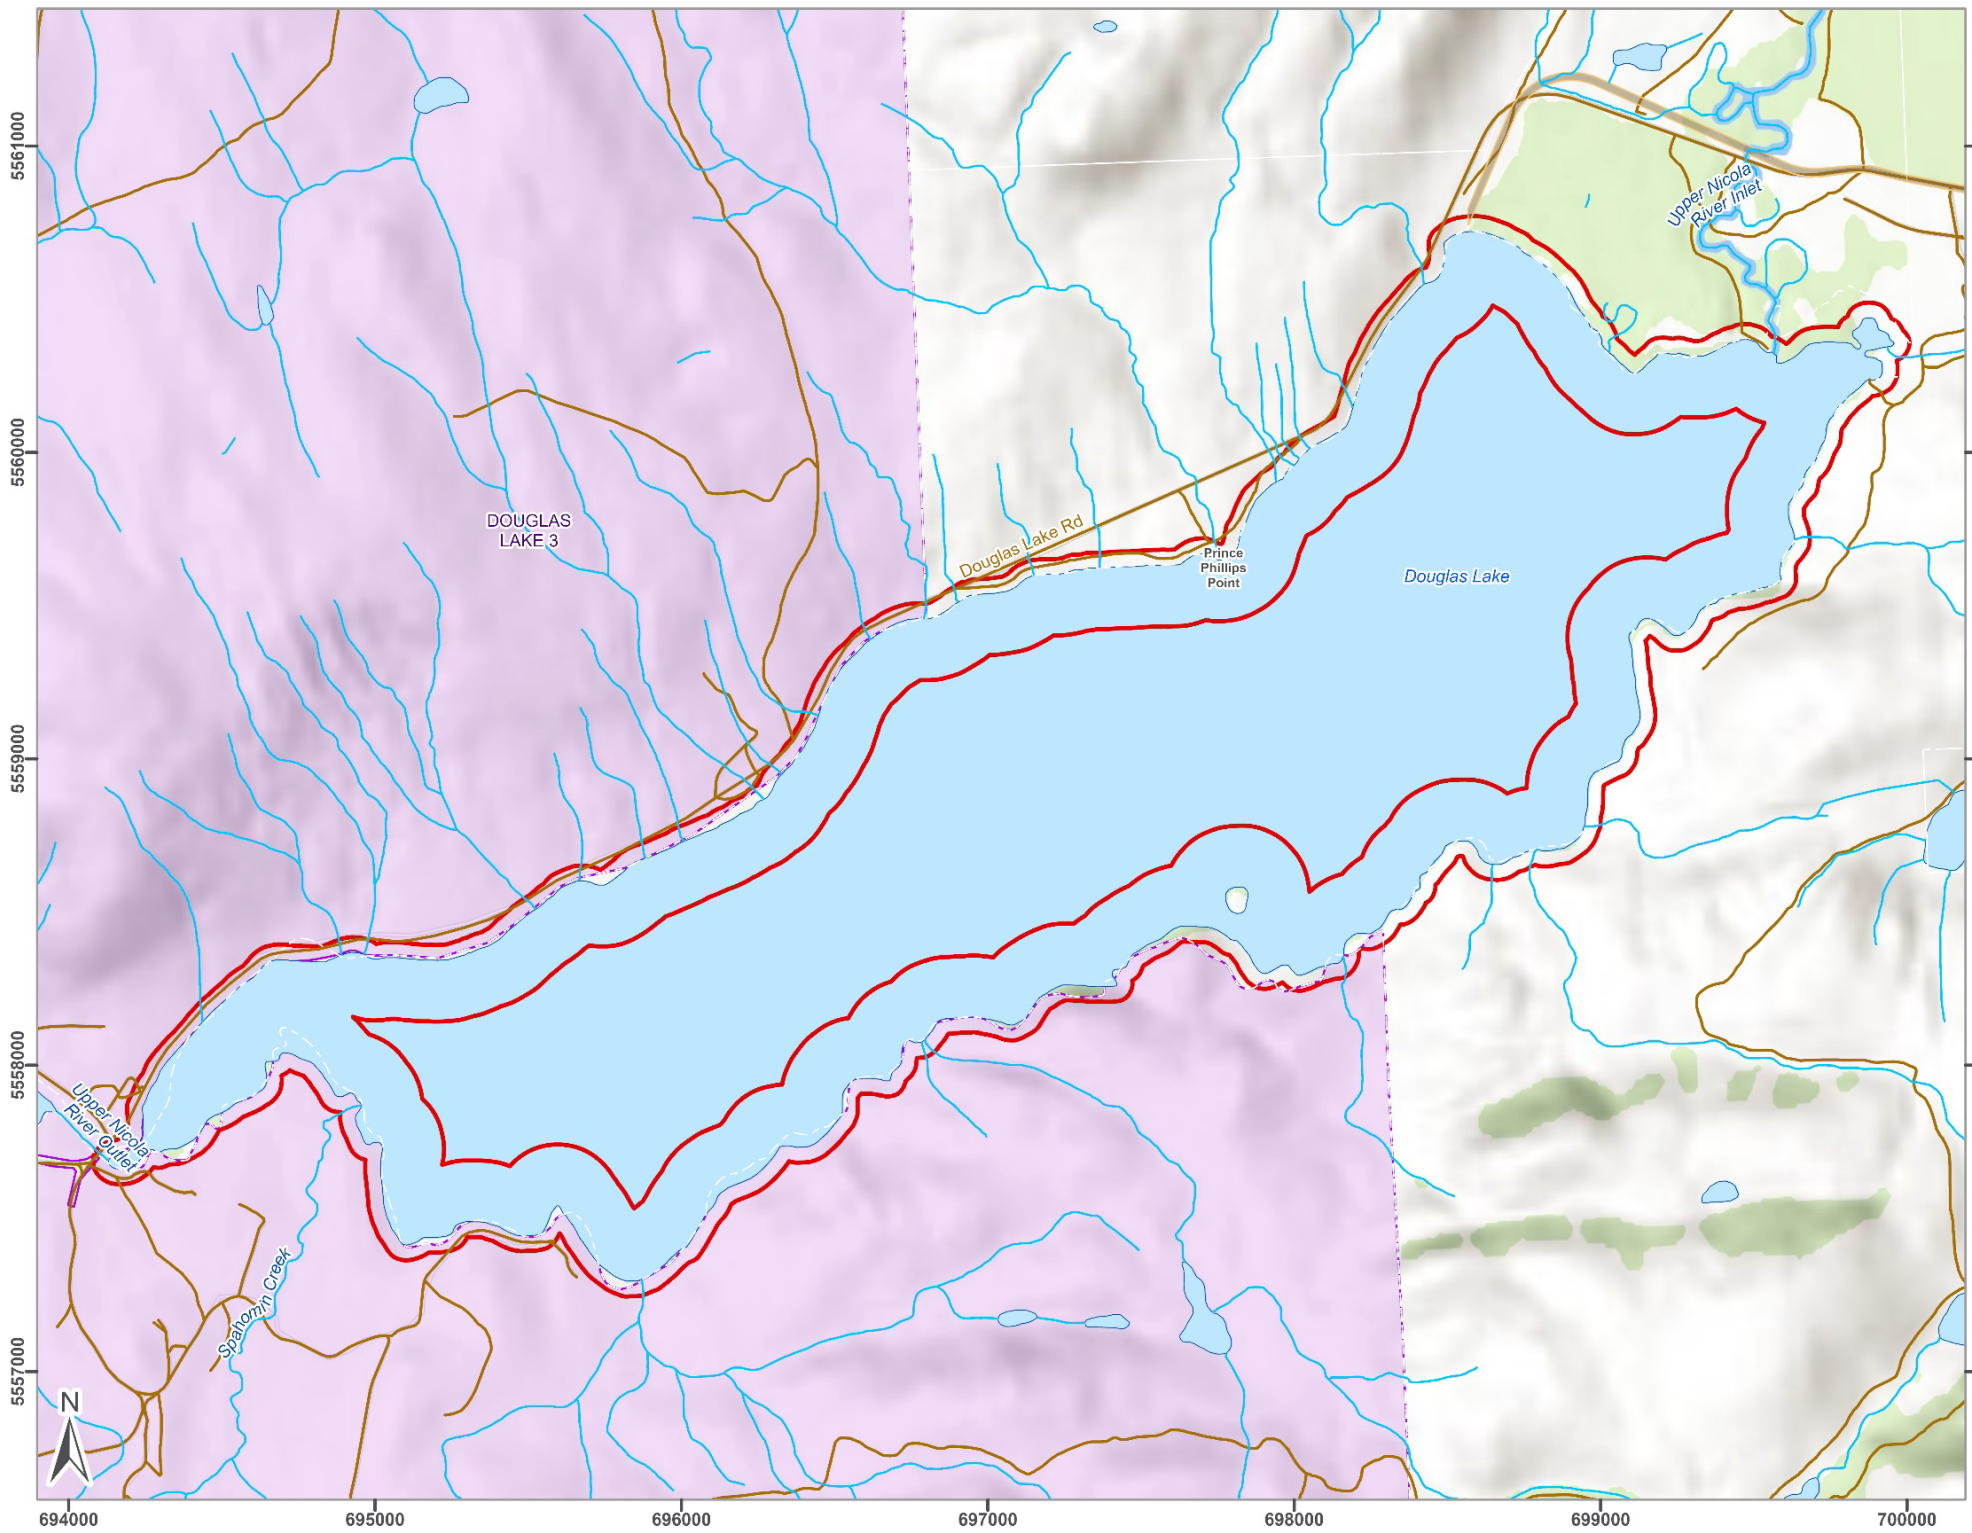 5561000
5560000
5559000
5558000
5557000
Upper Nicola
River Inlet
DOUGLAS
LAKE 3
Douglas Lake Rd
Prince
Phillips
Point
Douglas Lake
Upper Nicola
River Outlet
Spahomin Creek
N
694000
695000
696000
697000
698000
699000
700000